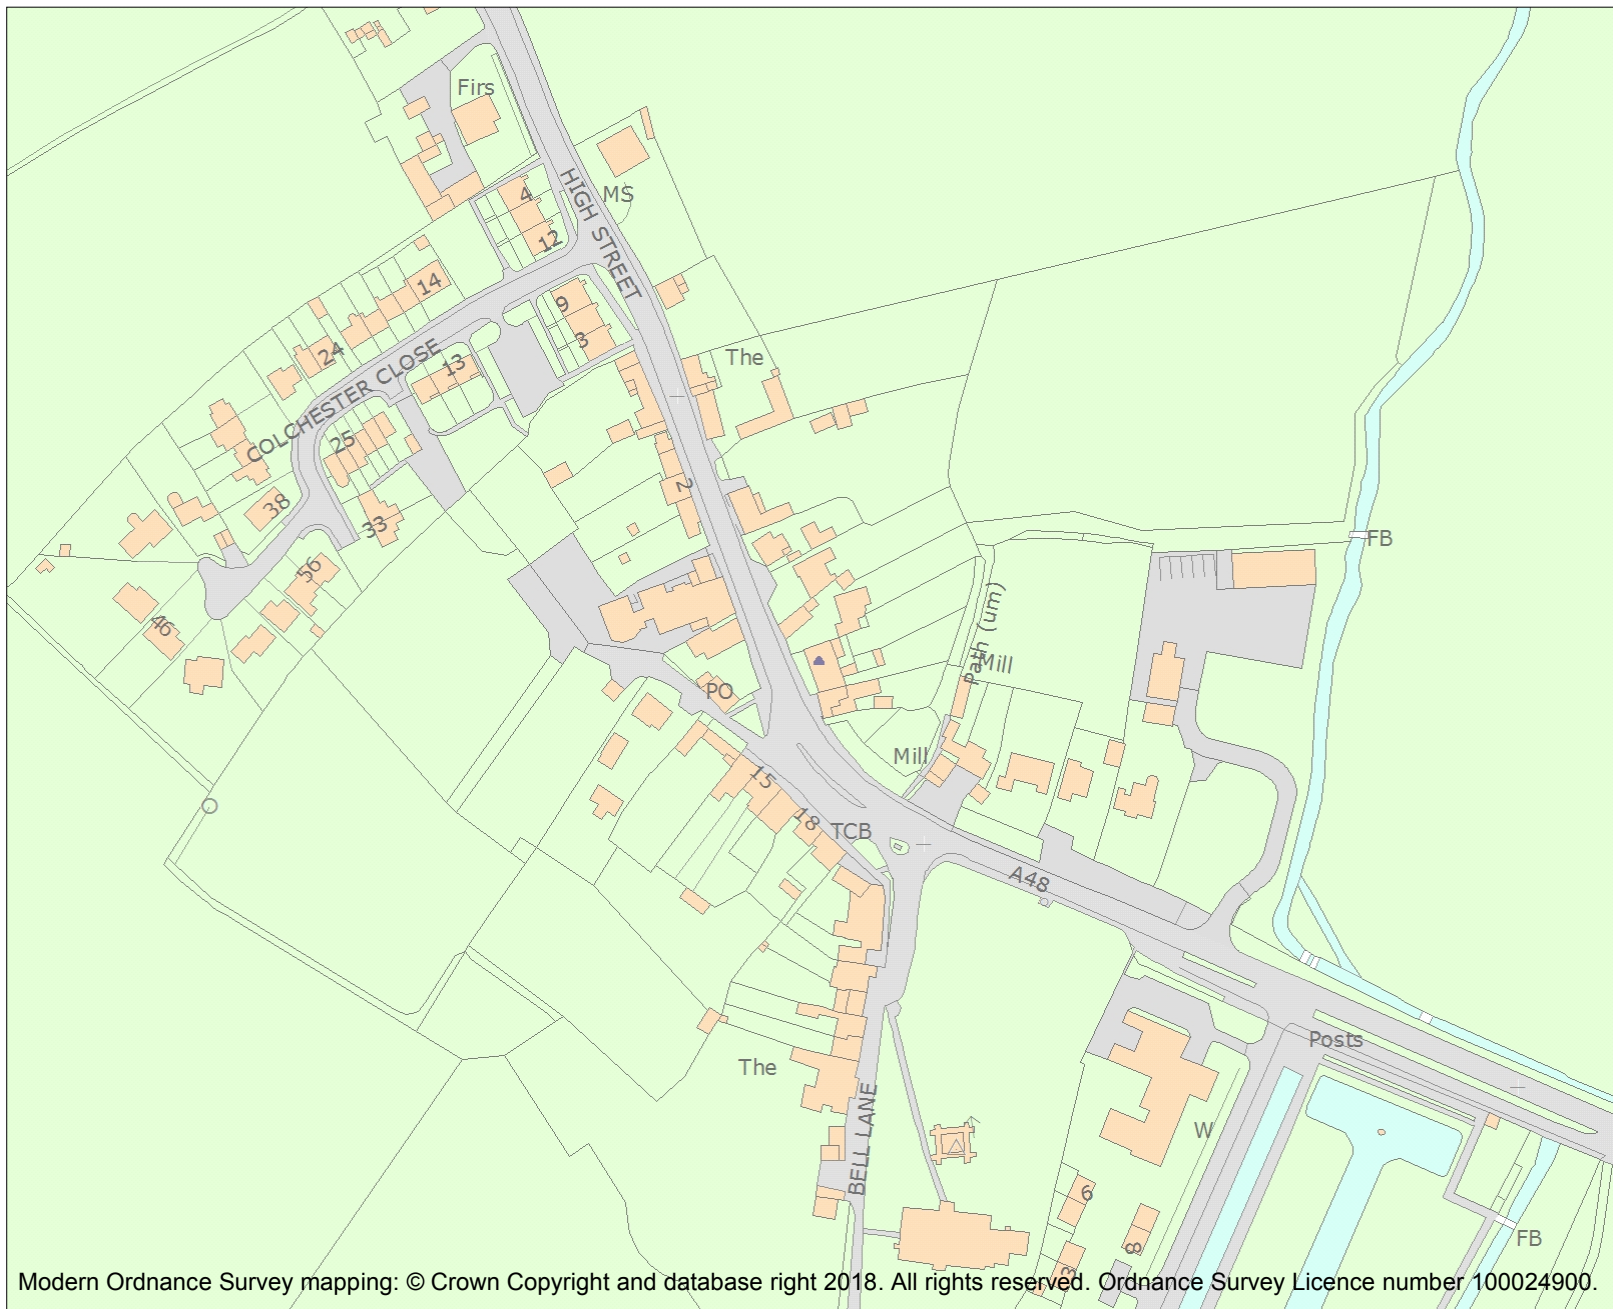 Firs
HIGH STREET
MS
4
12
14
9
3
24
The
13
COLCHESTER CLOSE
25
2
38
33
FB
56
Path (um)
46
Mill
PO
Mill
15
18
TCB
A48
Posts
The
BELL LANE
W
6
8
FB
3
Modern Ordnance Survey mapping: © Crown Copyright and database right 2018. All rights reserved. Ordnance Survey Licence number 100024900.